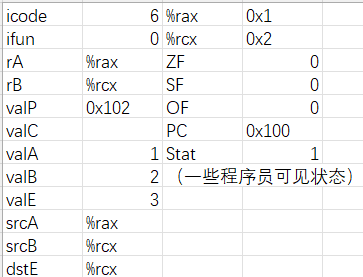 icode 6 %rax 0x1
ifun 0 %rcx 0x2
rA %rax ZF 0
rB %rcx SF 0
valP 0x102 OF 0
valC PC 0x100
valA 1 Stat 1
valB 2 （一些程序员可见状态）
valE 3
srcA %rax
srcB %rcx
dstE %rcx